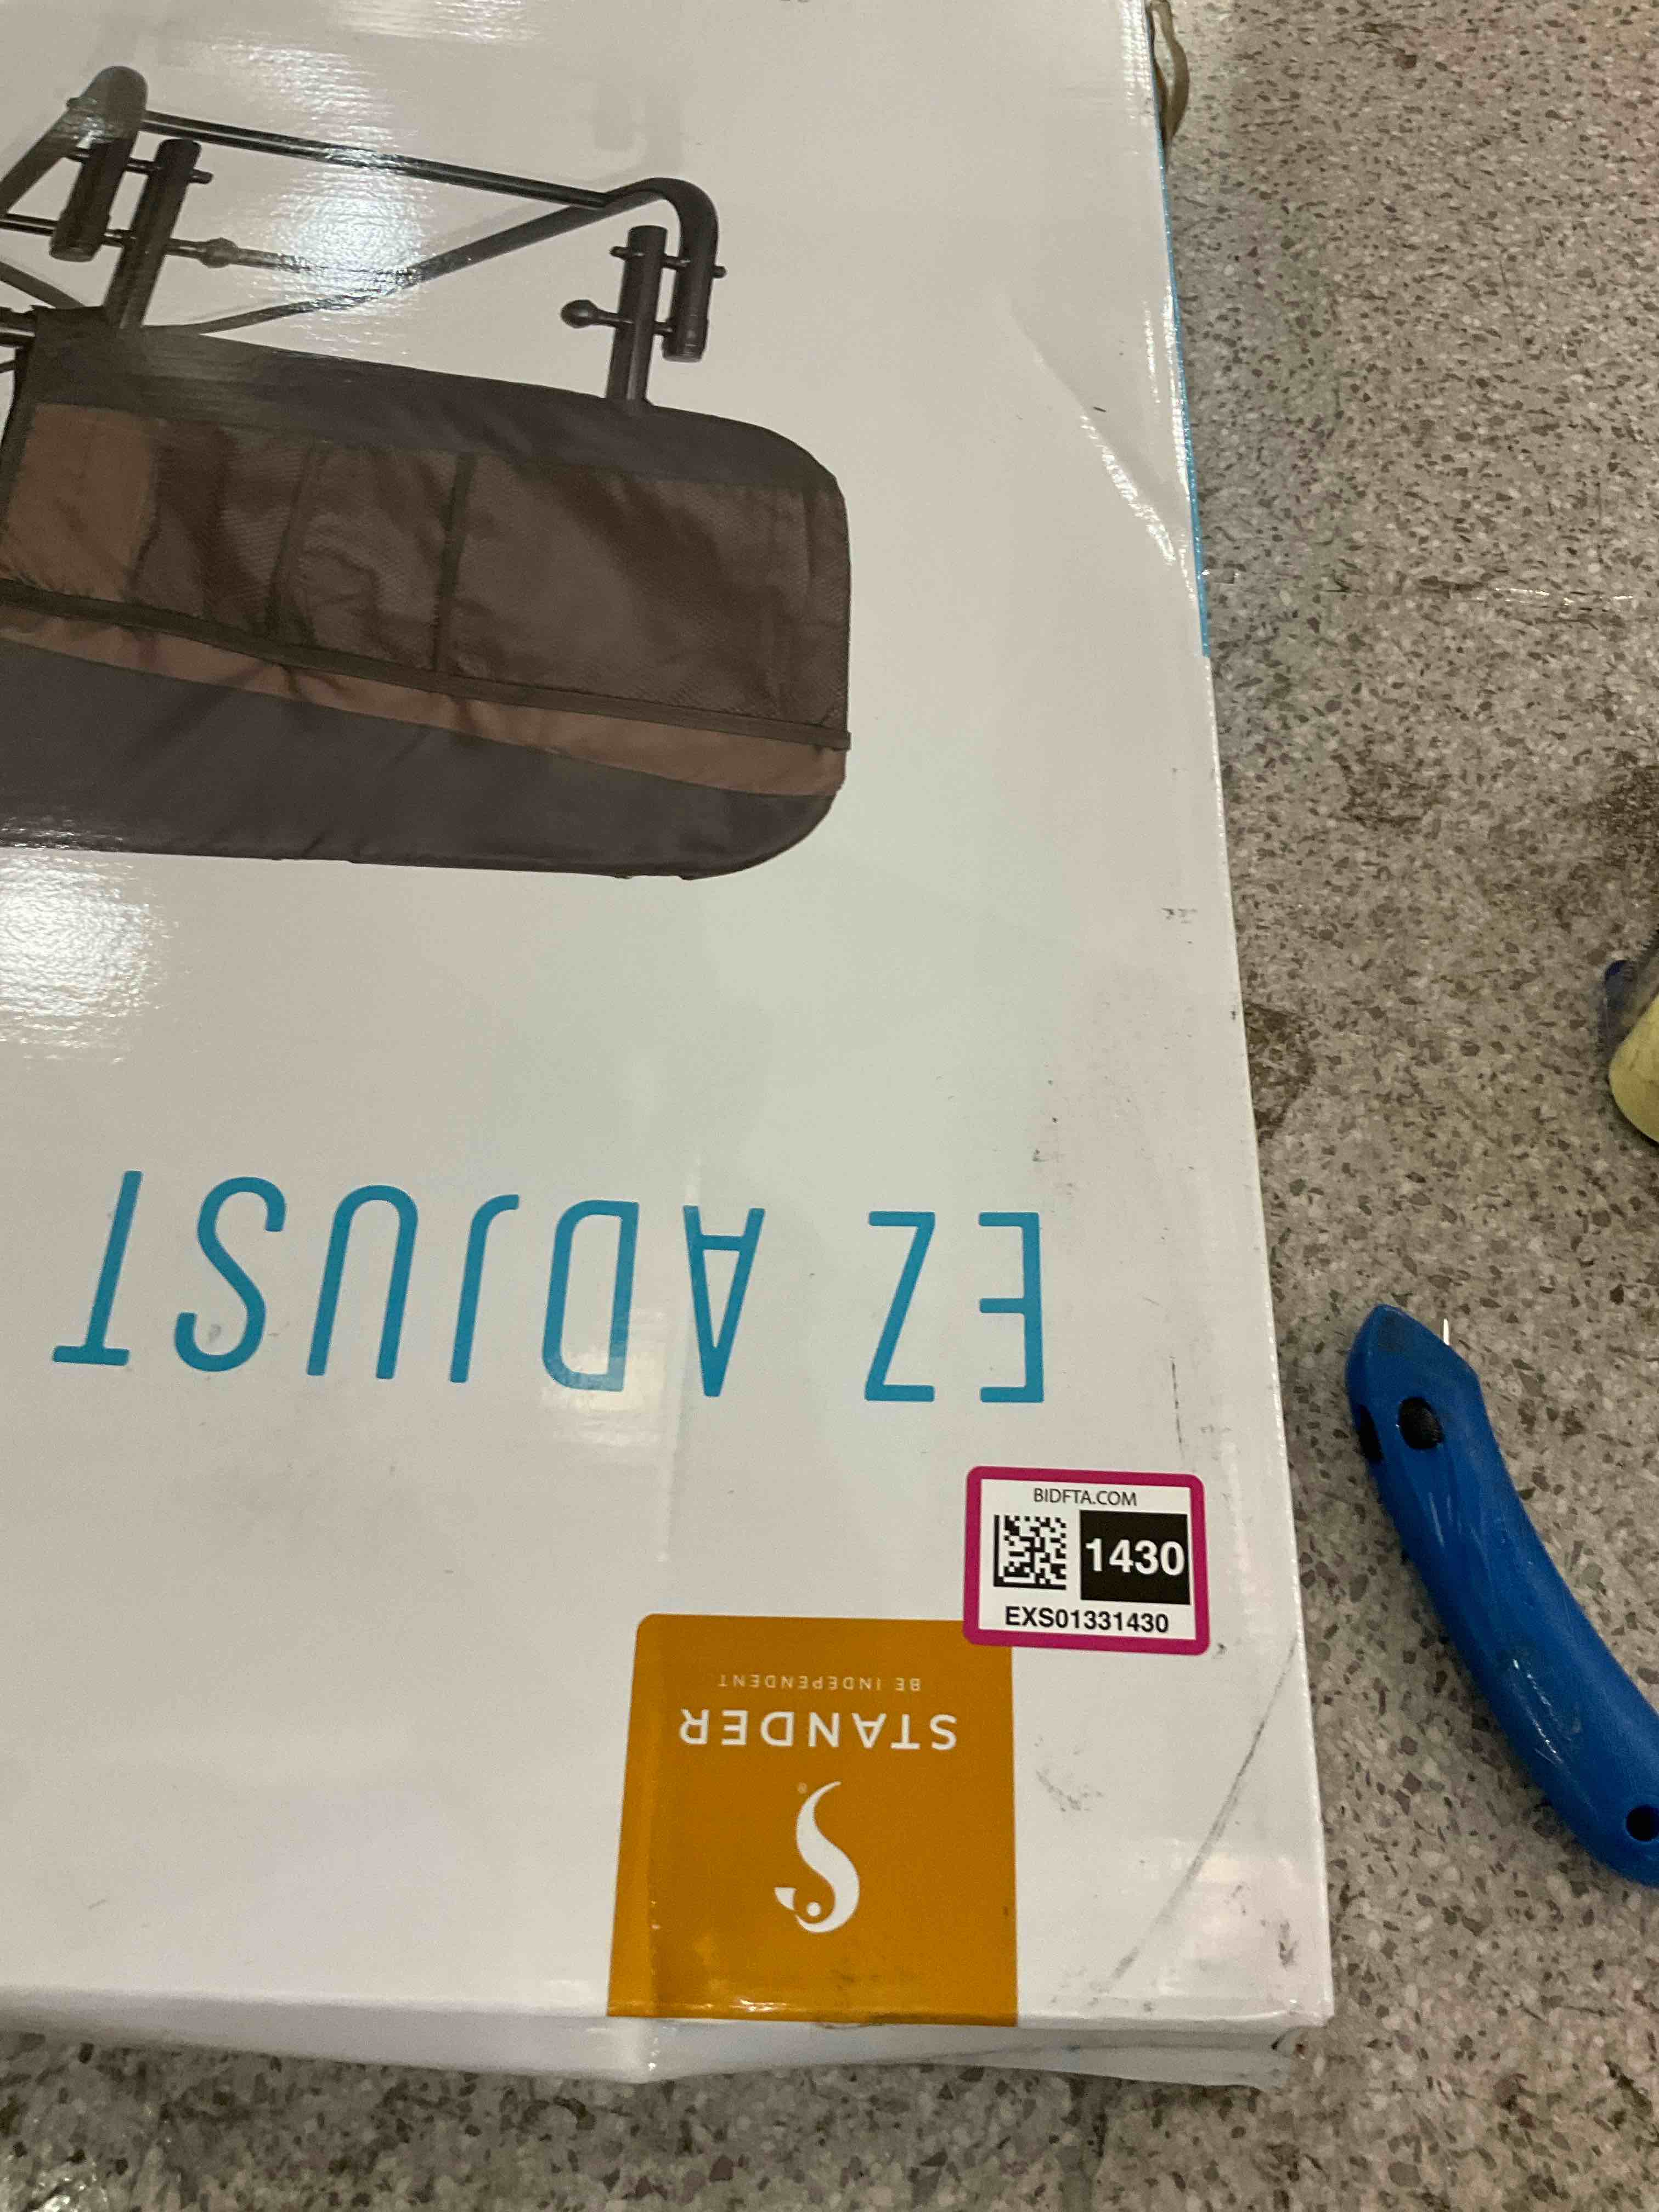 EZ ADJUST
BIDFTA.COM
1430
EXS01331430
STANDER
BE INDEPENDENT